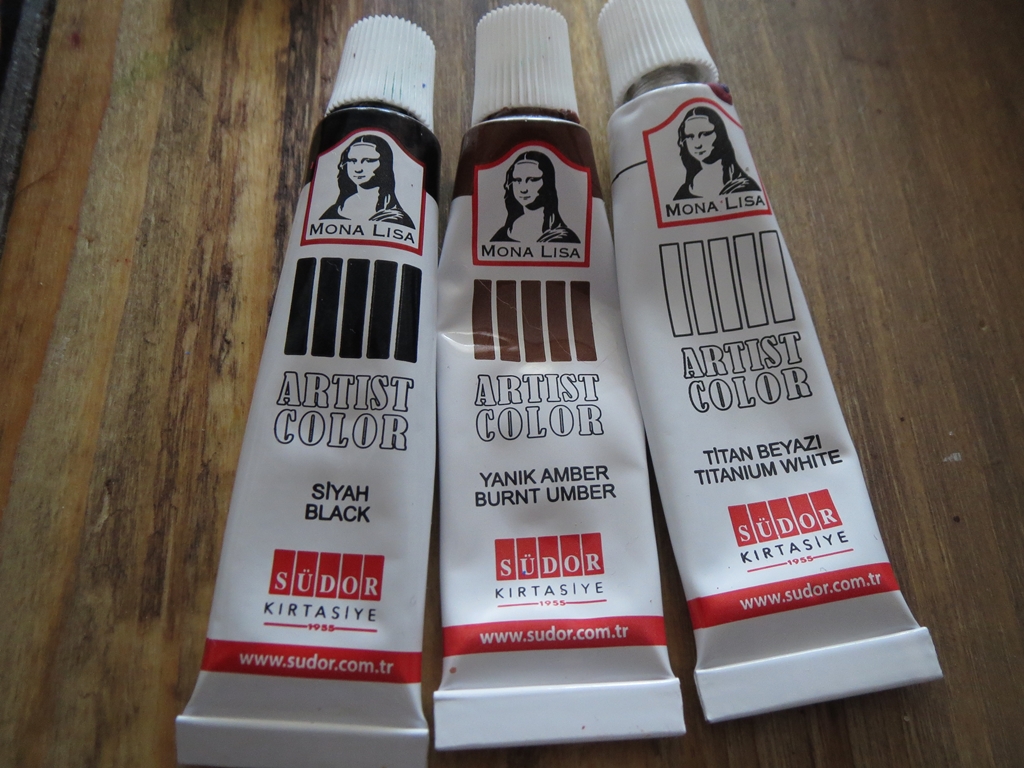 MONA LISA
ARTIST
COLOR
SİYAH
BLACK
SÜDOR
KIRTASİYE
1955
www.sudor.com.tr
MONA LISA
ARTIST
COLOR
YANIK AMBER
BURNT UMBER
SÜDOR
KIRTASİYE
1955
www.sudor.com.tr
MONA LISA
ARTIST
COLOR
TİTAN BEYAZI
TITANIUM WHITE
SÜDOR
KIRTASİYE
1955
www.sudor.com.tr